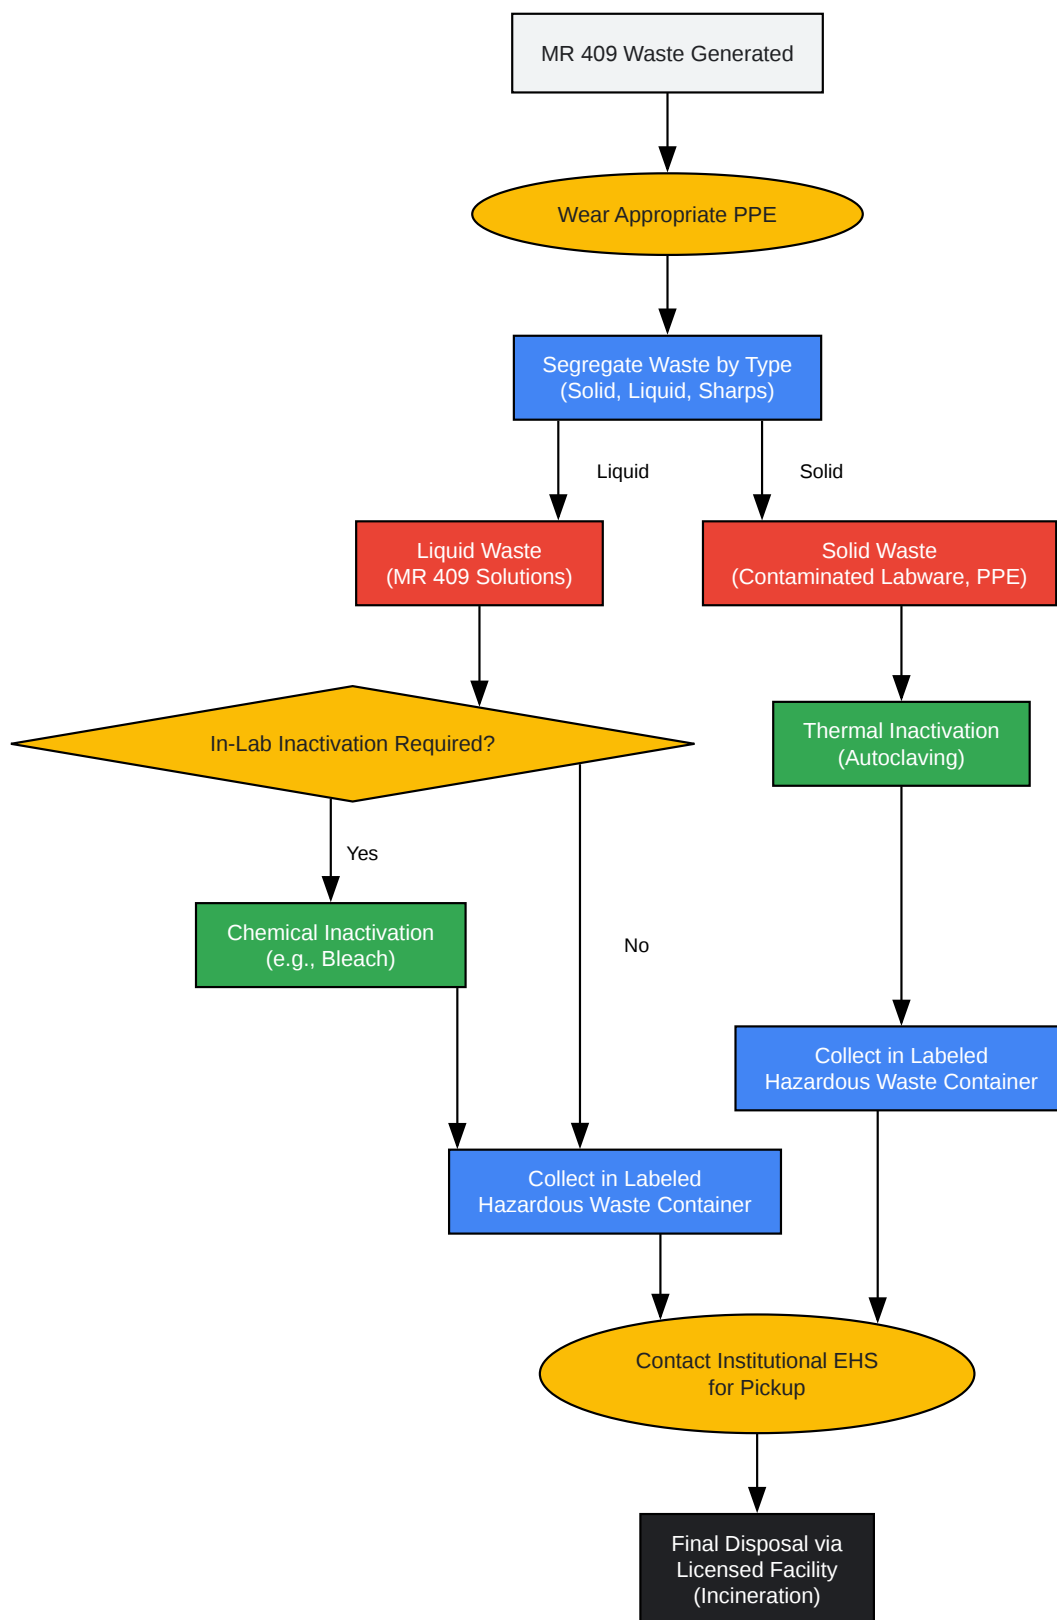 MR 409 Waste Generated
Wear Appropriate PPE
Segregate Waste by Type
(Solid, Liquid, Sharps)
Liquid
Solid
Liquid Waste
(MR 409 Solutions)
Solid Waste
(Contaminated Labware, PPE)
In-Lab Inactivation Required?
Thermal Inactivation
(Autoclaving)
Yes
Chemical Inactivation
(e.g., Bleach)
No
Collect in Labeled
Hazardous Waste Container
Collect in Labeled
Hazardous Waste Container
Contact Institutional EHS
for Pickup
Final Disposal via
Licensed Facility
(Incineration)